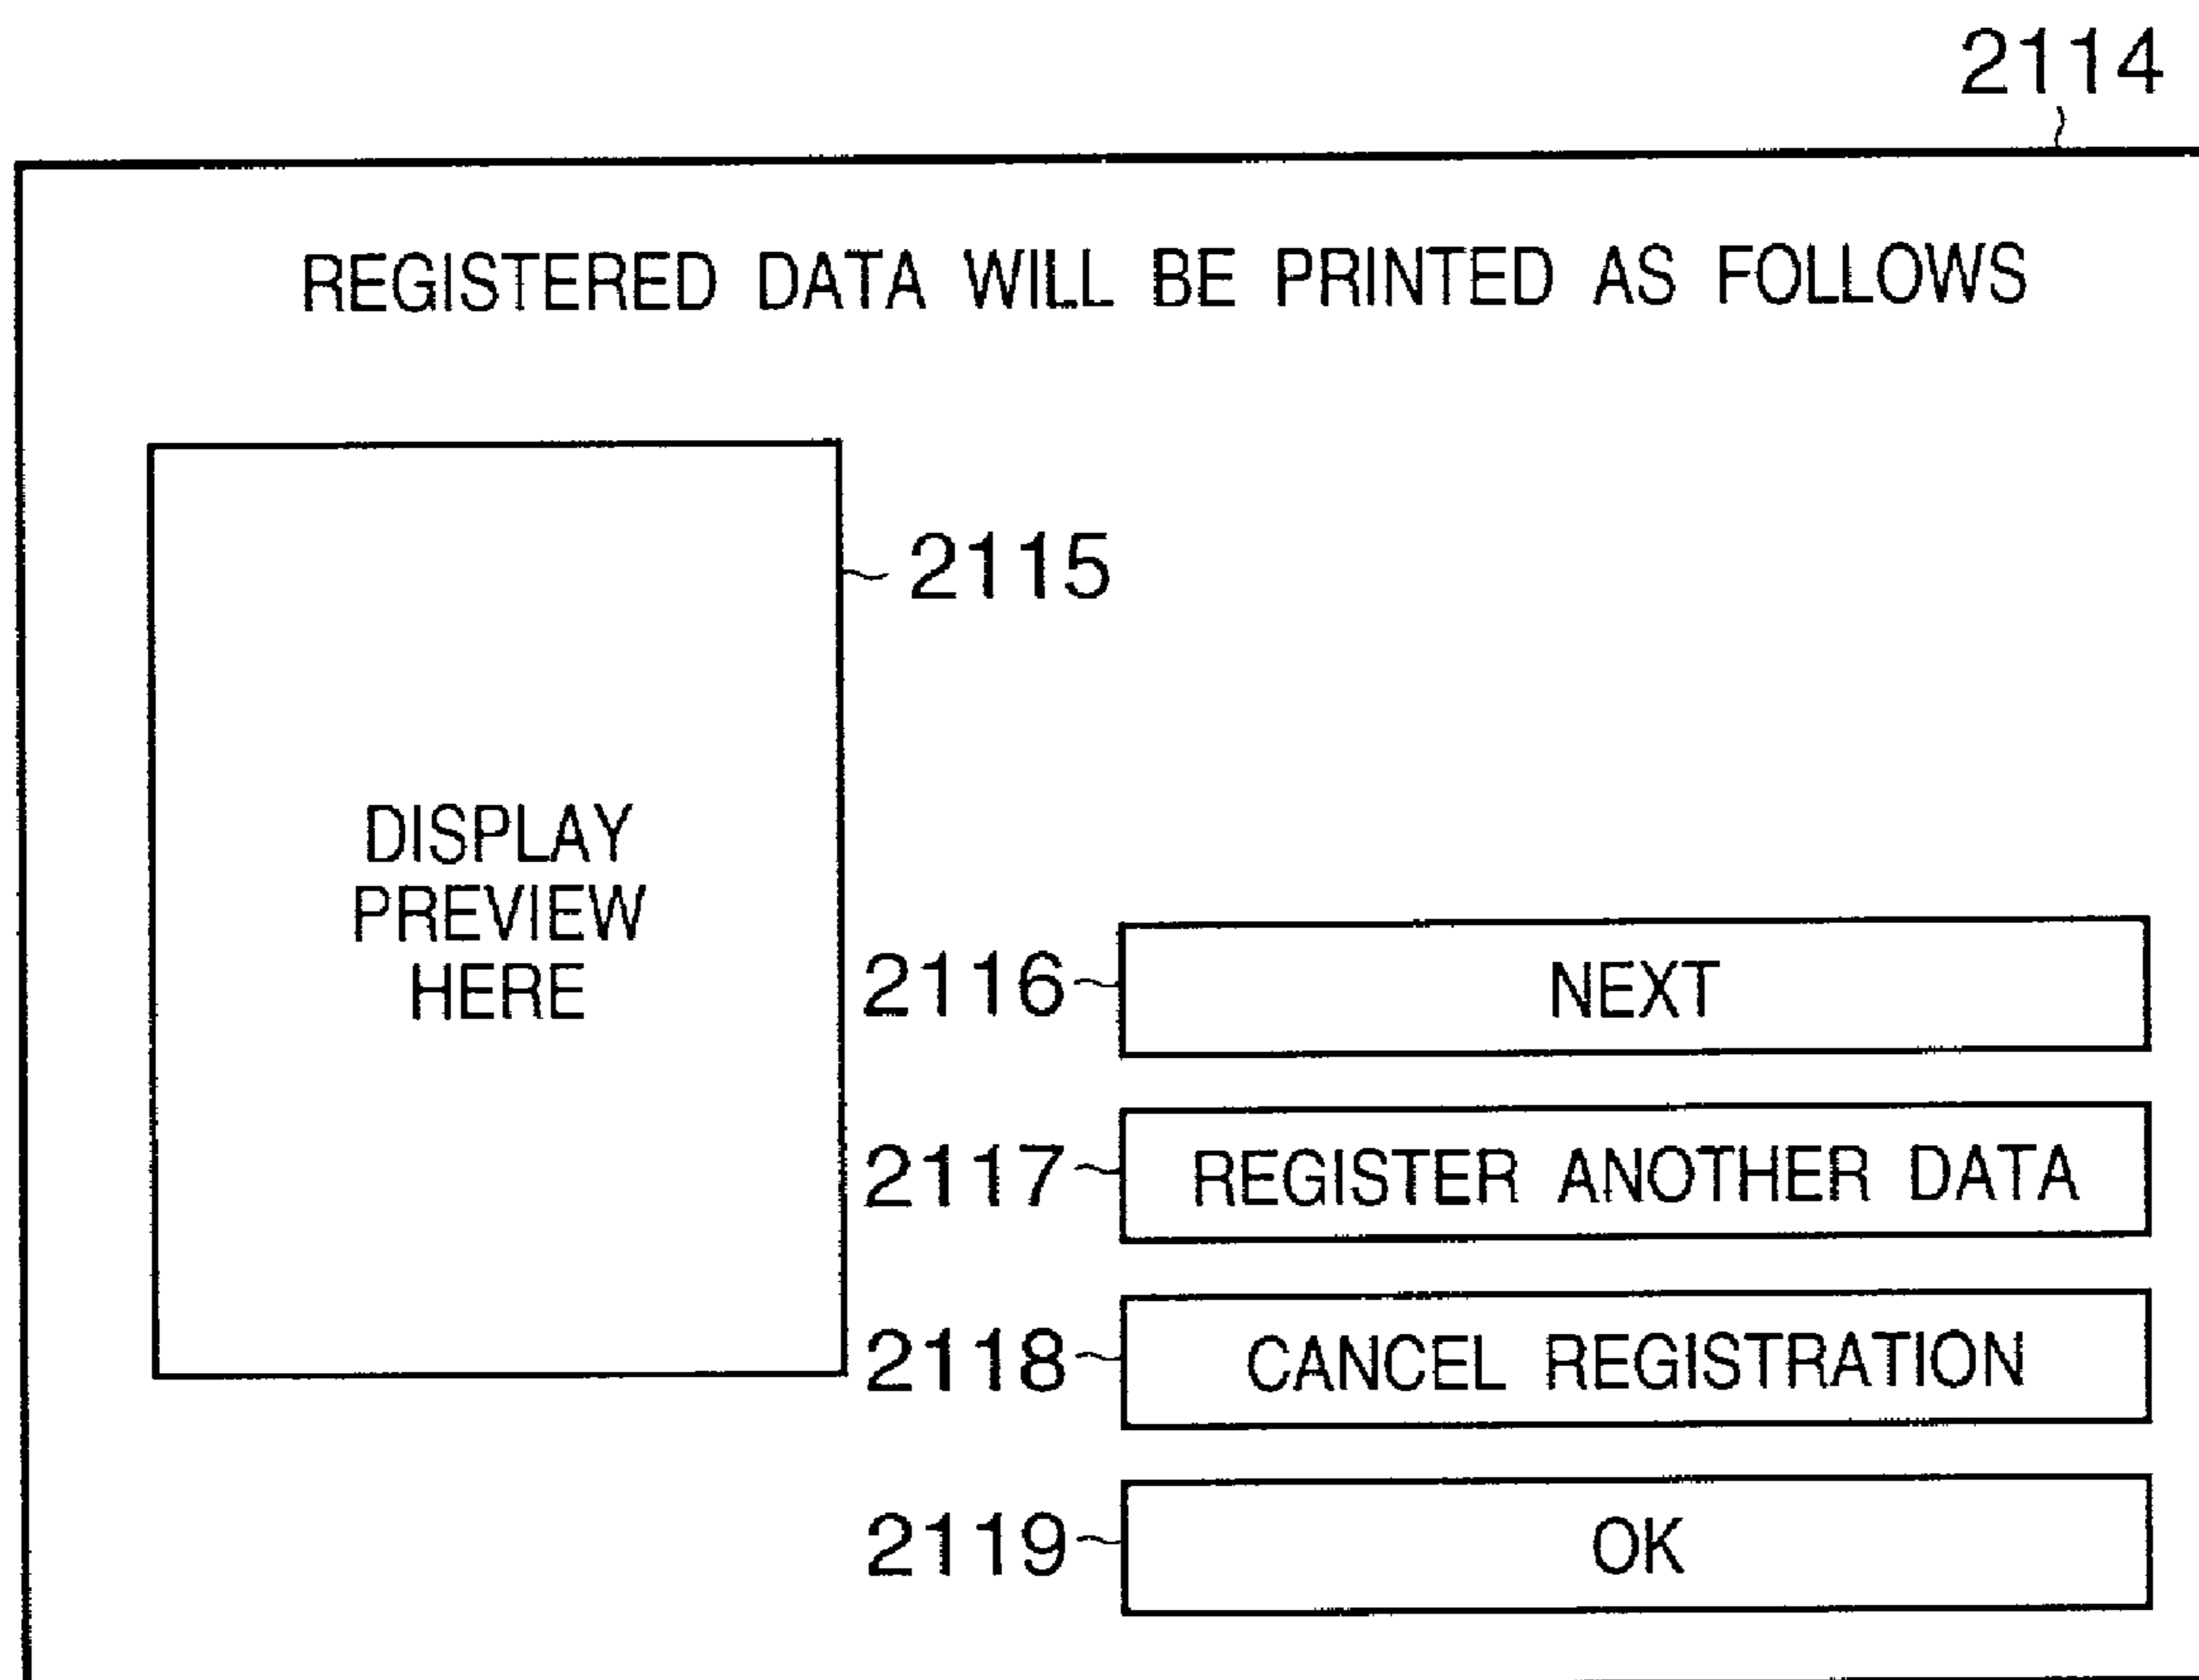 2114
REGISTERED DATA WILL BE PRINTED AS FOLLOWS
2115
DISPLAY
PREVIEW
HERE
2116 NEXT
2117 REGISTER ANOTHER DATA
2118 CANCEL REGISTRATION
2119 OK